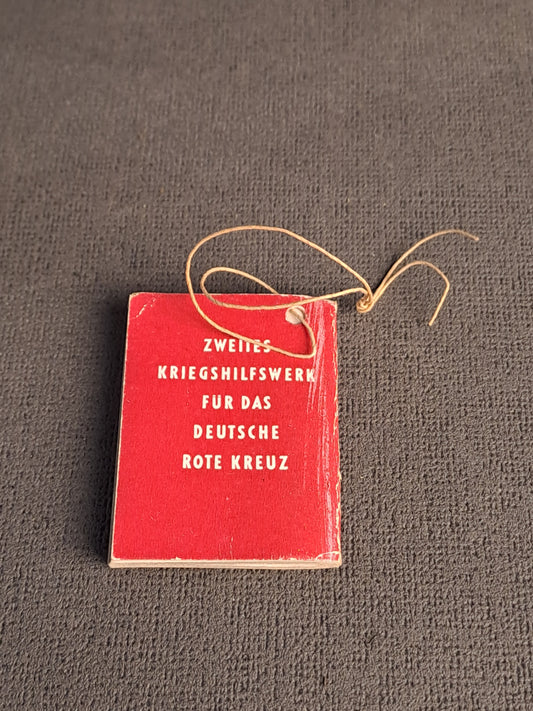 ZWEITES
KRIEGSHILFSWERK
FÜR DAS
DEUTSCHE
ROTE KREUZ